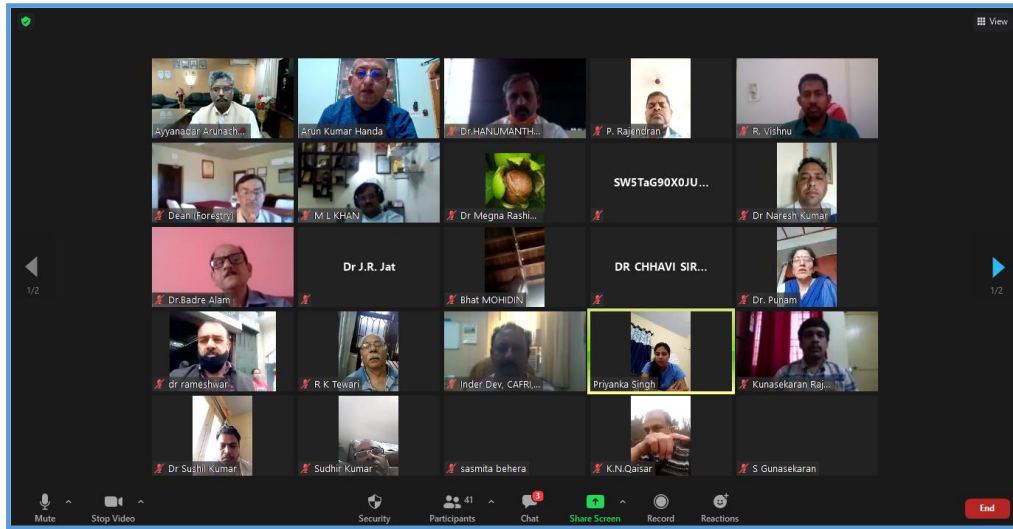 View
Ayyanadar Arunach...
Arun Kumar Handa
Dr.HANUMANTH...
P. Rajendran
R. Vishnu
Dean (Forestry)
M L KHAN
Dr Megna Rashi...
SW5TaG90X0JU...
Dr Naresh Kumar
Dr.Badre Alam
Dr J.R. Jat
Bhat MOHIDIN
DR CHHAVI SIR...
Dr. Punam
1/2
1/2
dr rameshwar
R K Tewari
Inder Dev, CAFRI,...
Priyanka Singh
Kunasekaran Raj...
Dr Sushil Kumar
Sudhir Kumar
sasmita behera
K.N.Qaisar
S Gunasekaran
Mute
Stop Video
Security
Participants
41
Chat
3
Share Screen
Record
Reactions
End